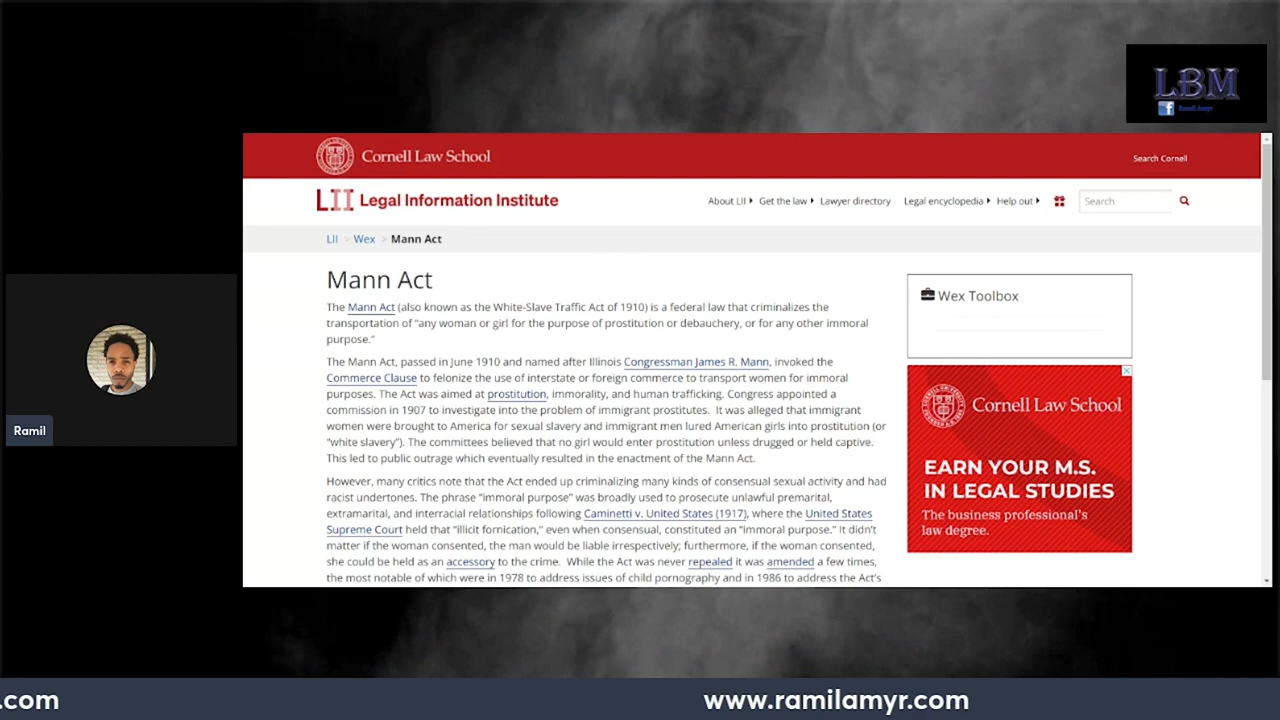 LBM
Ramil Amyr
Cornell Law School
Search Cornell
LII Legal Information Institute
About LII Get the law Lawyer directory Legal encyclopedia Help out Search
LII > Wex > Mann Act
Mann Act
The Mann Act (also known as the White-Slave Traffic Act of 1910) is a federal law that criminalizes the
transportation of “any woman or girl for the purpose of prostitution or debauchery, or for any other immoral
purpose.”
The Mann Act, passed in June 1910 and named after Illinois Congressman James R. Mann, invoked the
Commerce Clause to felonize the use of interstate or foreign commerce to transport women for immoral
purposes. The Act was aimed at prostitution, immorality, and human trafficking. Congress appointed a
commission in 1907 to investigate into the problem of immigrant prostitutes. It was alleged that immigrant
women were brought to America for sexual slavery and immigrant men lured American girls into prostitution (or
“white slavery”). The committees believed that no girl would enter prostitution unless drugged or held captive.
This led to public outrage which eventually resulted in the enactment of the Mann Act.
However, many critics note that the Act ended up criminalizing many kinds of consensual sexual activity and had
racist undertones. The phrase “immoral purpose” was broadly used to prosecute unlawful premarital,
extramarital, and interracial relationships following Caminetti v. United States (1917), where the United States
Supreme Court held that “illicit fornication,” even when consensual, constituted an “immoral purpose.” It didn’t
matter if the woman consented, the man would be liable irrespectively; furthermore, if the woman consented,
she could be held as an accessory to the crime. While the Act was never repealed it was amended a few times,
the most notable of which were in 1978 to address issues of child pornography and in 1986 to address the Act’s
Wex Toolbox
Cornell Law School
EARN YOUR M.S.
IN LEGAL STUDIES
The business professional’s
law degree.
Ramil
.com
www.ramilamyr.com